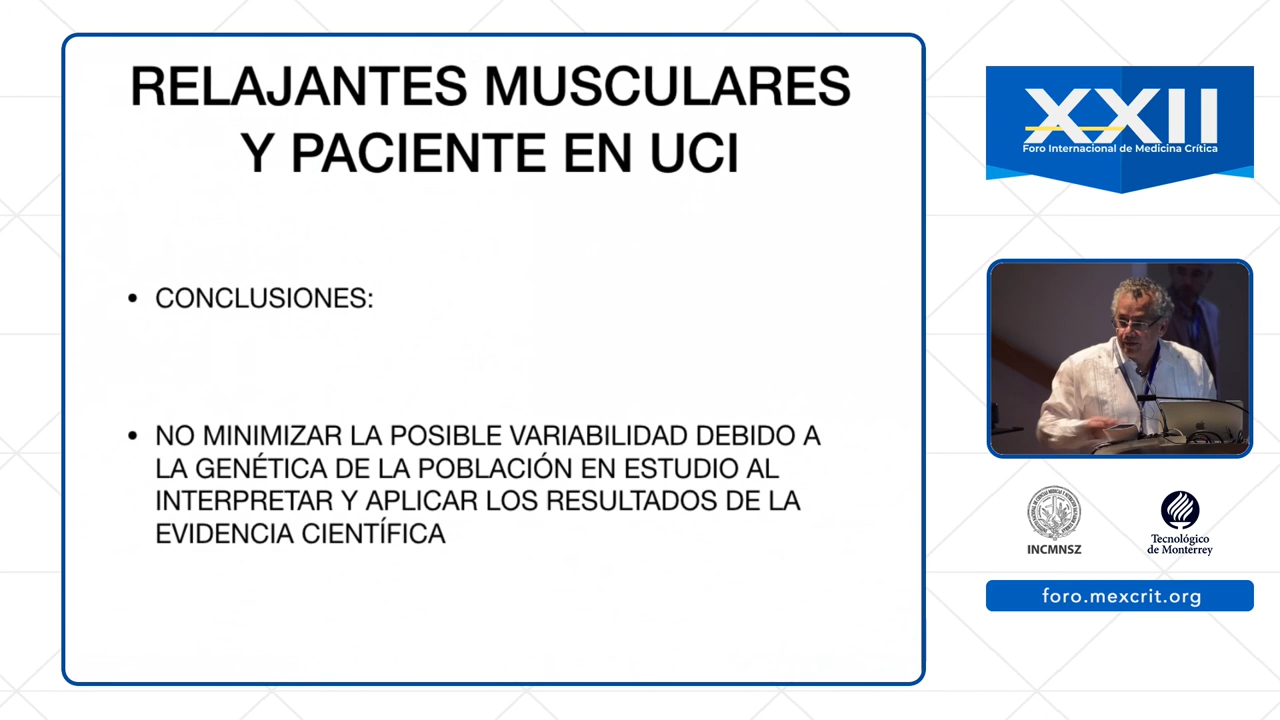 RELAJANTES MUSCULARES
Y PACIENTE EN UCI
• CONCLUSIONES:
• NO MINIMIZAR LA POSIBLE VARIABILIDAD DEBIDO A
LA GENÉTICA DE LA POBLACIÓN EN ESTUDIO AL
INTERPRETAR Y APLICAR LOS RESULTADOS DE LA
EVIDENCIA CIENTÍFICA
XXII
Foro Internacional de Medicina Crítica
INCMNSZ
Tecnológico
de Monterrey
foro.mexcrit.org